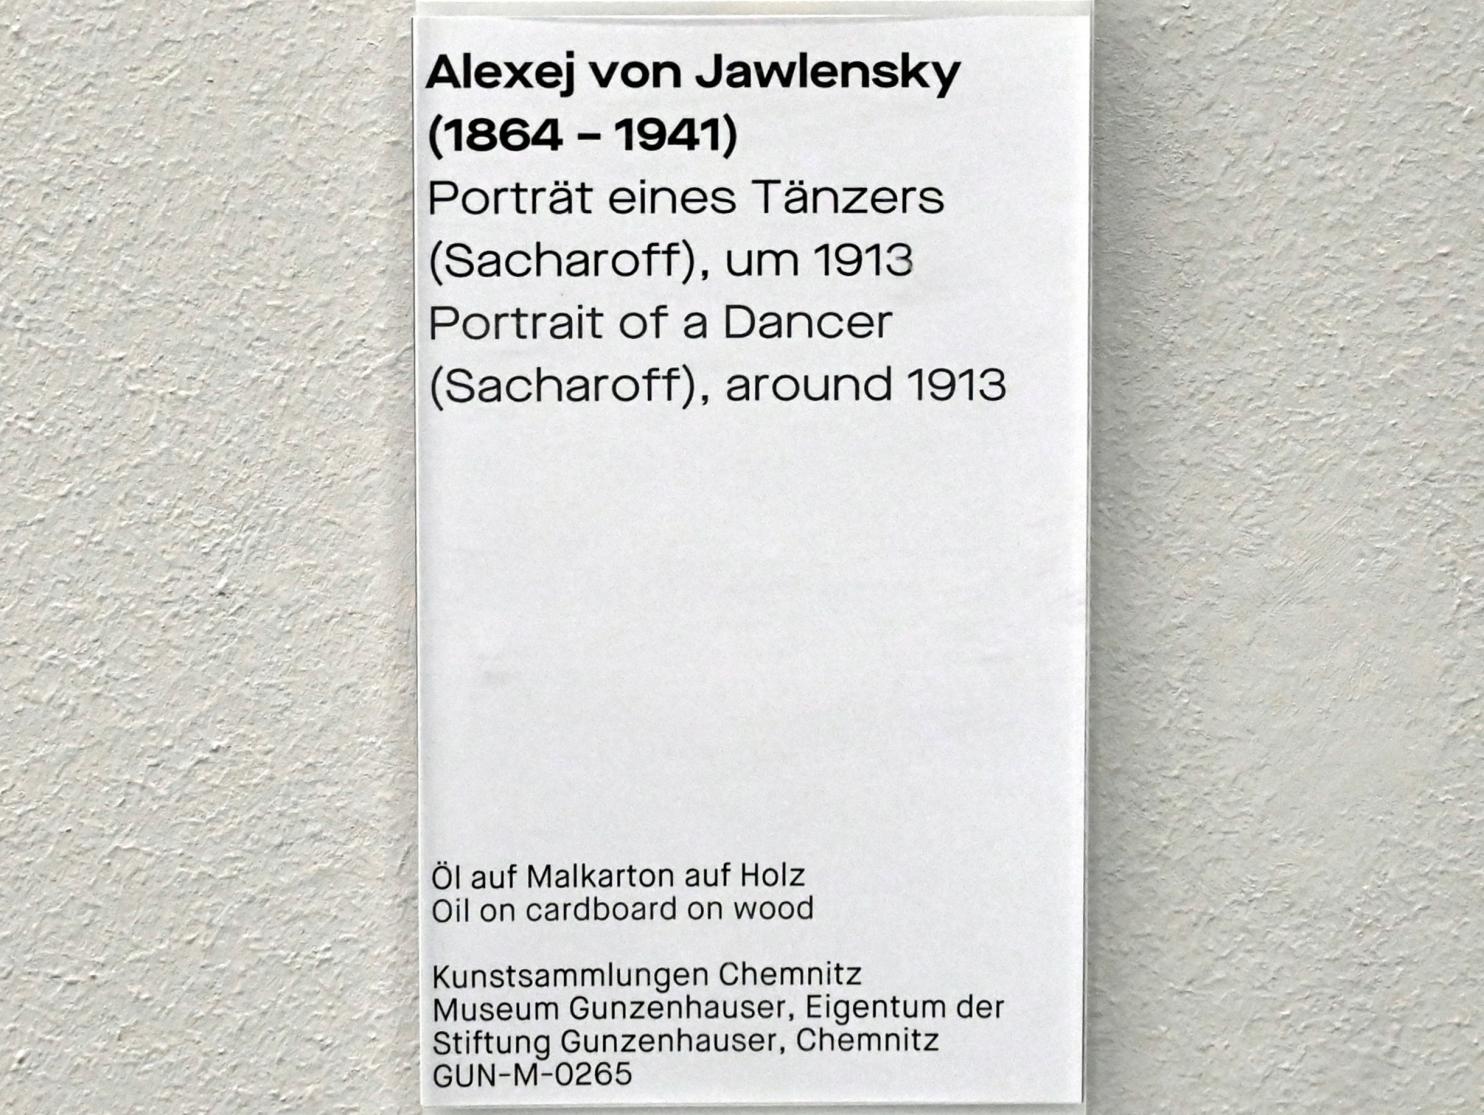 Alexej von Jawlensky
(1864 – 1941)
Porträt eines Tänzers
(Sacharoff), um 1913
Portrait of a Dancer
(Sacharoff), around 1913
Öl auf Malkarton auf Holz
Oil on cardboard on wood
Kunstsammlungen Chemnitz
Museum Gunzenhauser, Eigentum der
Stiftung Gunzenhauser, Chemnitz
GUN-M-0265